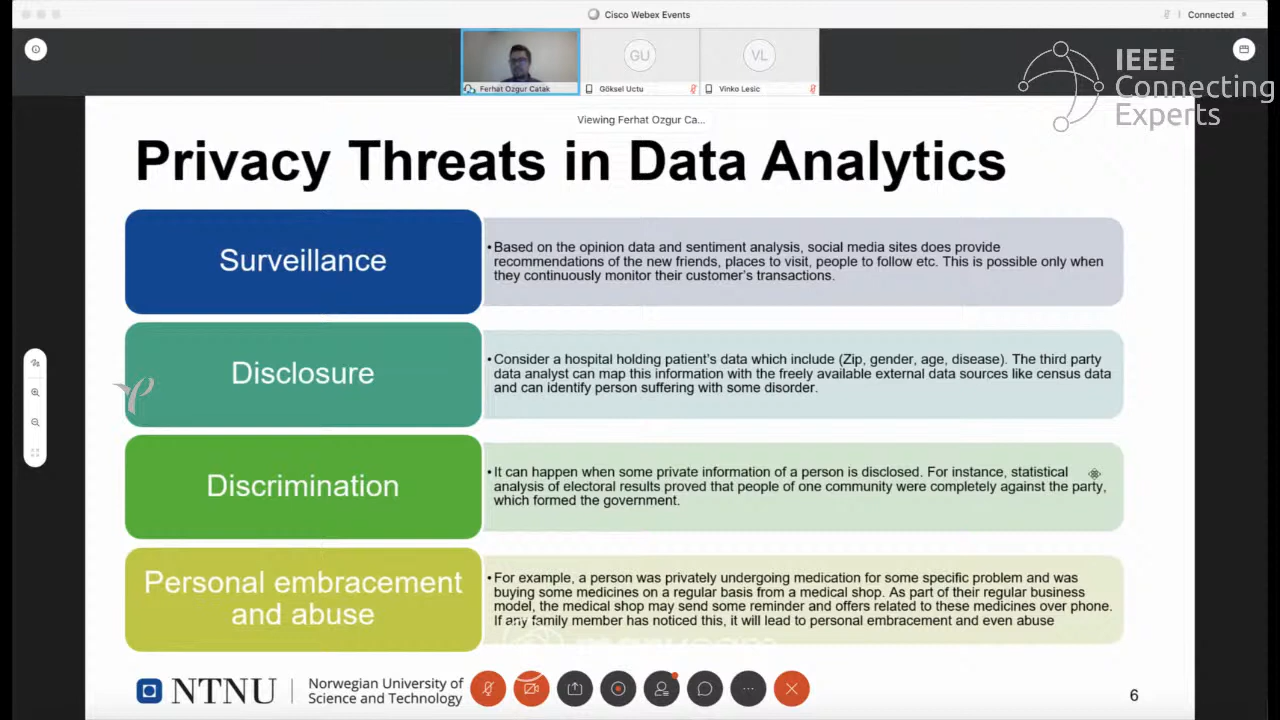 Cisco Webex Events
Connected
GU
VL
Ferhat Ozgur Catak
Göksel Uctu
Vinko Lesic
IEEE
Connecting
Experts
Viewing Ferhat Ozgur Ca...
Privacy Threats in Data Analytics
Surveillance
•Based on the opinion data and sentiment analysis, social media sites does provide
recommendations of the new friends, places to visit, people to follow etc. This is possible only when
they continuously monitor their customer's transactions.
Disclosure
•Consider a hospital holding patient's data which include (Zip, gender, age, disease). The third party
data analyst can map this information with the freely available external data sources like census data
and can identify person suffering with some disorder.
Discrimination
•It can happen when some private information of a person is disclosed. For instance, statistical
analysis of electoral results proved that people of one community were completely against the party,
which formed the government.
Personal embracement
and abuse
•For example, a person was privately undergoing medication for some specific problem and was
buying some medicines on a regular basis from a medical shop. As part of their regular business
model, the medical shop may send some reminder and offers related to these medicines over phone.
If any family member has noticed this, it will lead to personal embracement and even abuse
NTNU
Norwegian University of
Science and Technology
6